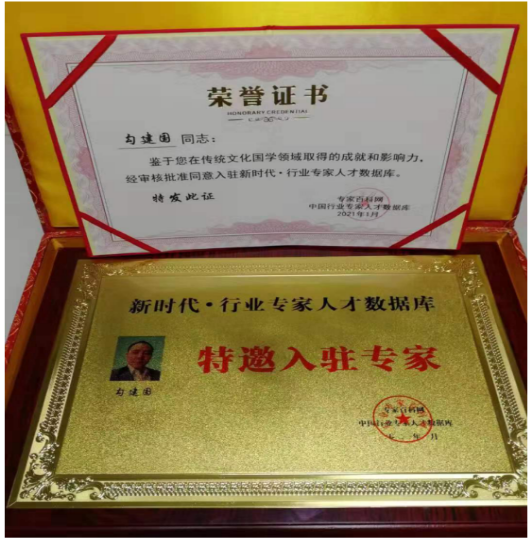 荣誉证书
HONORARY CREDENTIAL
勾建国 同志：
鉴于您在传统文化国学领域取得的成就和影响力，
经审核批准同意入驻新时代·行业专家人才数据库。
特发此证
专家百科网
中国行业专家人才数据库
2021年1月
新时代·行业专家人才数据库
特邀入驻专家
勾建国
专家百科网
中国行业专家人才数据库
年 月